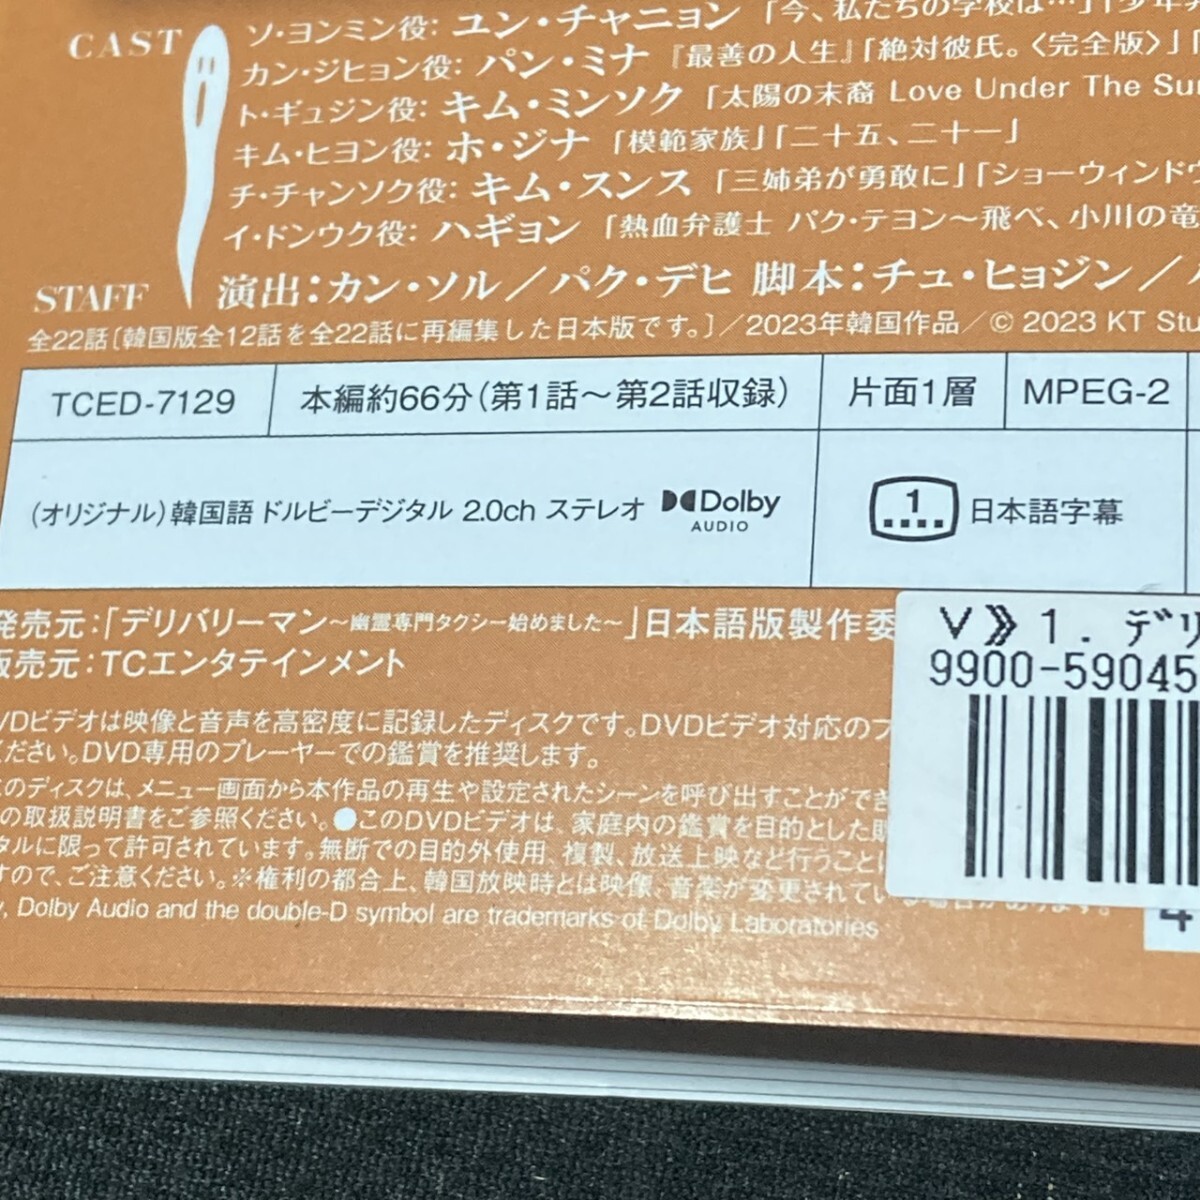 CAST
ソ・ヨンミン役：ユン・チャニョン「今、私たちの学校は…」
カン・ジヒョン役：パン・ミナ『最善の人生』「絶対彼氏。〈完全版〉」
ト・ギュジン役：キム・ミンソク「太陽の末裔 Love Under The Sun
キム・ヒヨン役：ホ・ジナ「模範家族」「二十五、二十一」
チ・チャンソク役：キム・スンス「三姉弟が勇敢に」「ショーウィンドウ
イ・ドンウク役：ハギョン「熱血弁護士 パク・テヨン〜飛べ、小川の竜
STAFF 演出：カン・ソル／パク・デヒ 脚本：チュ・ヒョジン／
全22話〔韓国版全12話を全22話に再編集した日本版です。〕／2023年韓国作品／© 2023 KT Stu
TCED-7129 本編約66分（第1話〜第2話収録） 片面1層 MPEG-2
（オリジナル）韓国語 ドルビーデジタル 2.0ch ステレオ Dolby AUDIO 1 日本語字幕
発売元：「デリバリーマン〜幽霊専門タクシー始めました〜」日本語版製作委
販売元：TCエンタテインメント
V》1. デリ
9900-59045
VDビデオは映像と音声を高密度に記録したディスクです。DVDビデオ対応のプ
ください。DVD専用のプレーヤーでの鑑賞を推奨します。
このディスクは、メニュー画面から本作品の再生や設定されたシーンを呼び出すことができ
の取扱説明書をご参照ください。●このDVDビデオは、家庭内の鑑賞を目的とした販
タルに限って許可されています。無断での目的外使用、複製、放送上映など行うことは
すので、ご注意ください。※権利の都合上、韓国放映時とは映像、音楽が変更されている場合があります。
y, Dolby Audio and the double-D symbol are trademarks of Dolby Laboratories
4